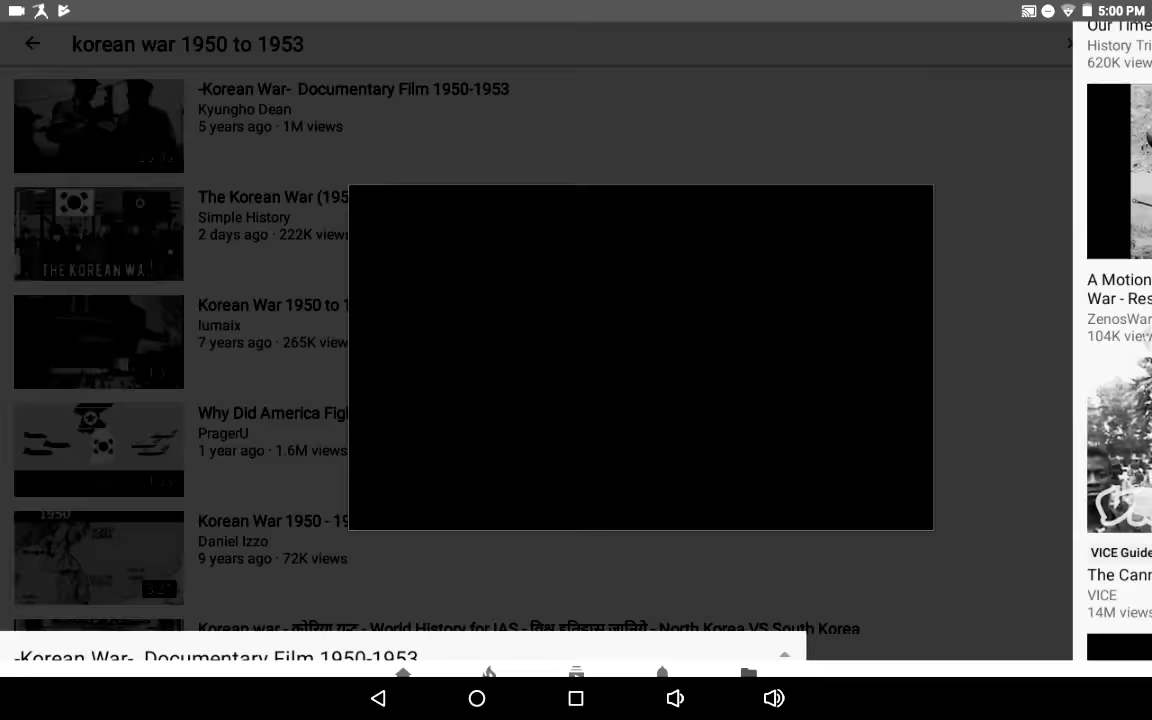 5:00 PM
korean war 1950 to 1953
-Korean War- Documentary Film 1950-1953
Kyungho Dean
5 years ago · 1M views
The Korean War (195
Simple History
2 days ago · 222K views
THE KOREAN WA
Korean War 1950 to 1
lumaix
7 years ago · 265K view
Why Did America Figh
PragerU
1 year ago · 1.6M views
1950
Korean War 1950 - 19
Daniel Izzo
9 years ago · 72K views
Korean war - कोरिया युद्ध - World History for IAS - विश्व इतिहास जानिये - North Korea VS South Korea
-Korean War- Documentary Film 1950-1953
Our Time
History Tri
620K view
A Motion
War - Res
ZenosWar
104K view
VICE Guide
The Cann
VICE
14M views